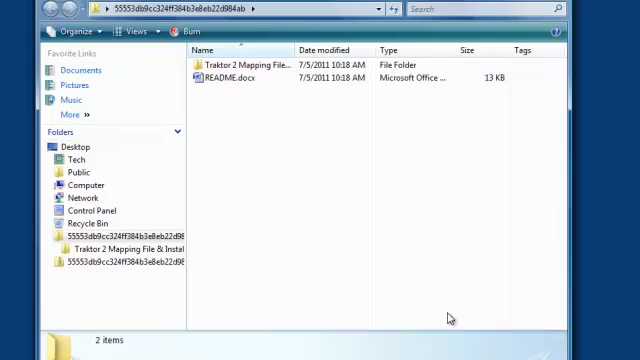 55553db9cc324ff384b3e8eb22d984ab
Search
Organize
Views
Burn
Favorite Links
Documents
Pictures
Music
More »
Folders
Desktop
Tech
Public
Computer
Network
Control Panel
Recycle Bin
55553db9cc324ff384b3e8eb22d98
Traktor 2 Mapping File & Instal
55553db9cc324ff384b3e8eb22d98
Name Date modified Type Size Tags
Traktor 2 Mapping File... 7/5/2011 10:18 AM File Folder
README.docx 7/5/2011 10:18 AM Microsoft Office ... 13 KB
2 items